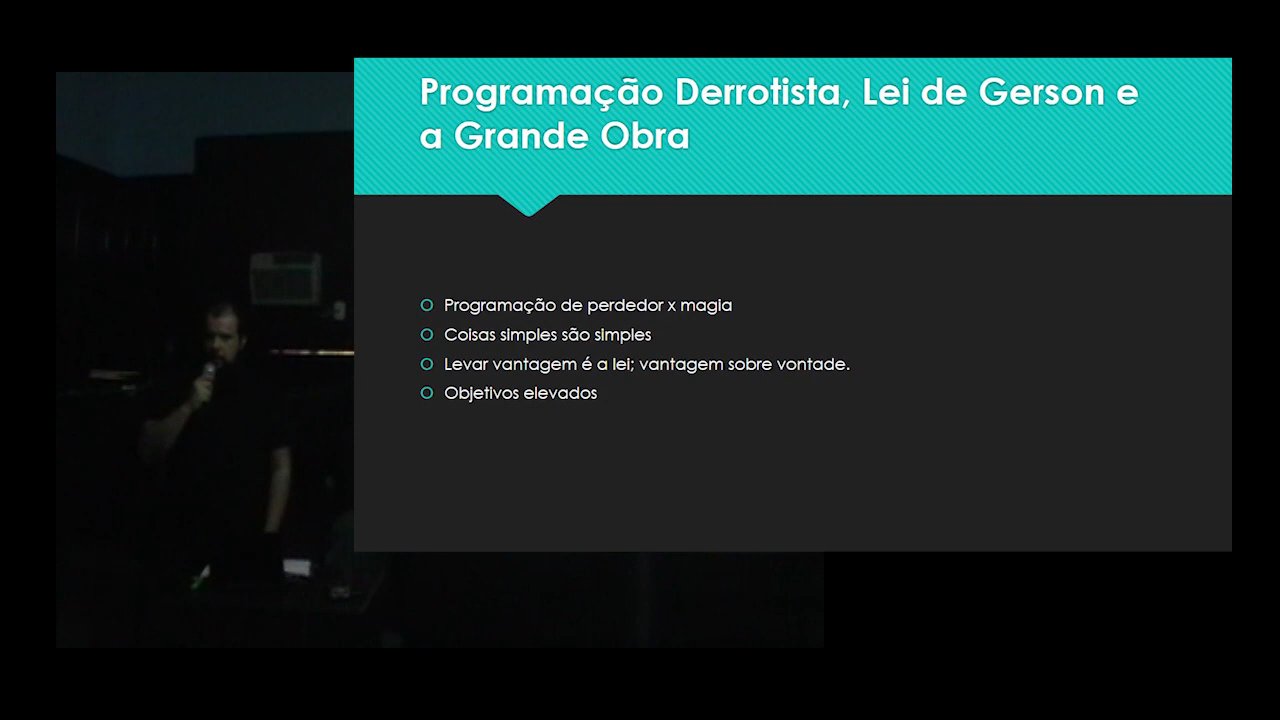 Programação Derrotista, Lei de Gerson e
a Grande Obra
Programação de perdedor x magia
Coisas simples são simples
Levar vantagem é a lei; vantagem sobre vontade.
Objetivos elevados